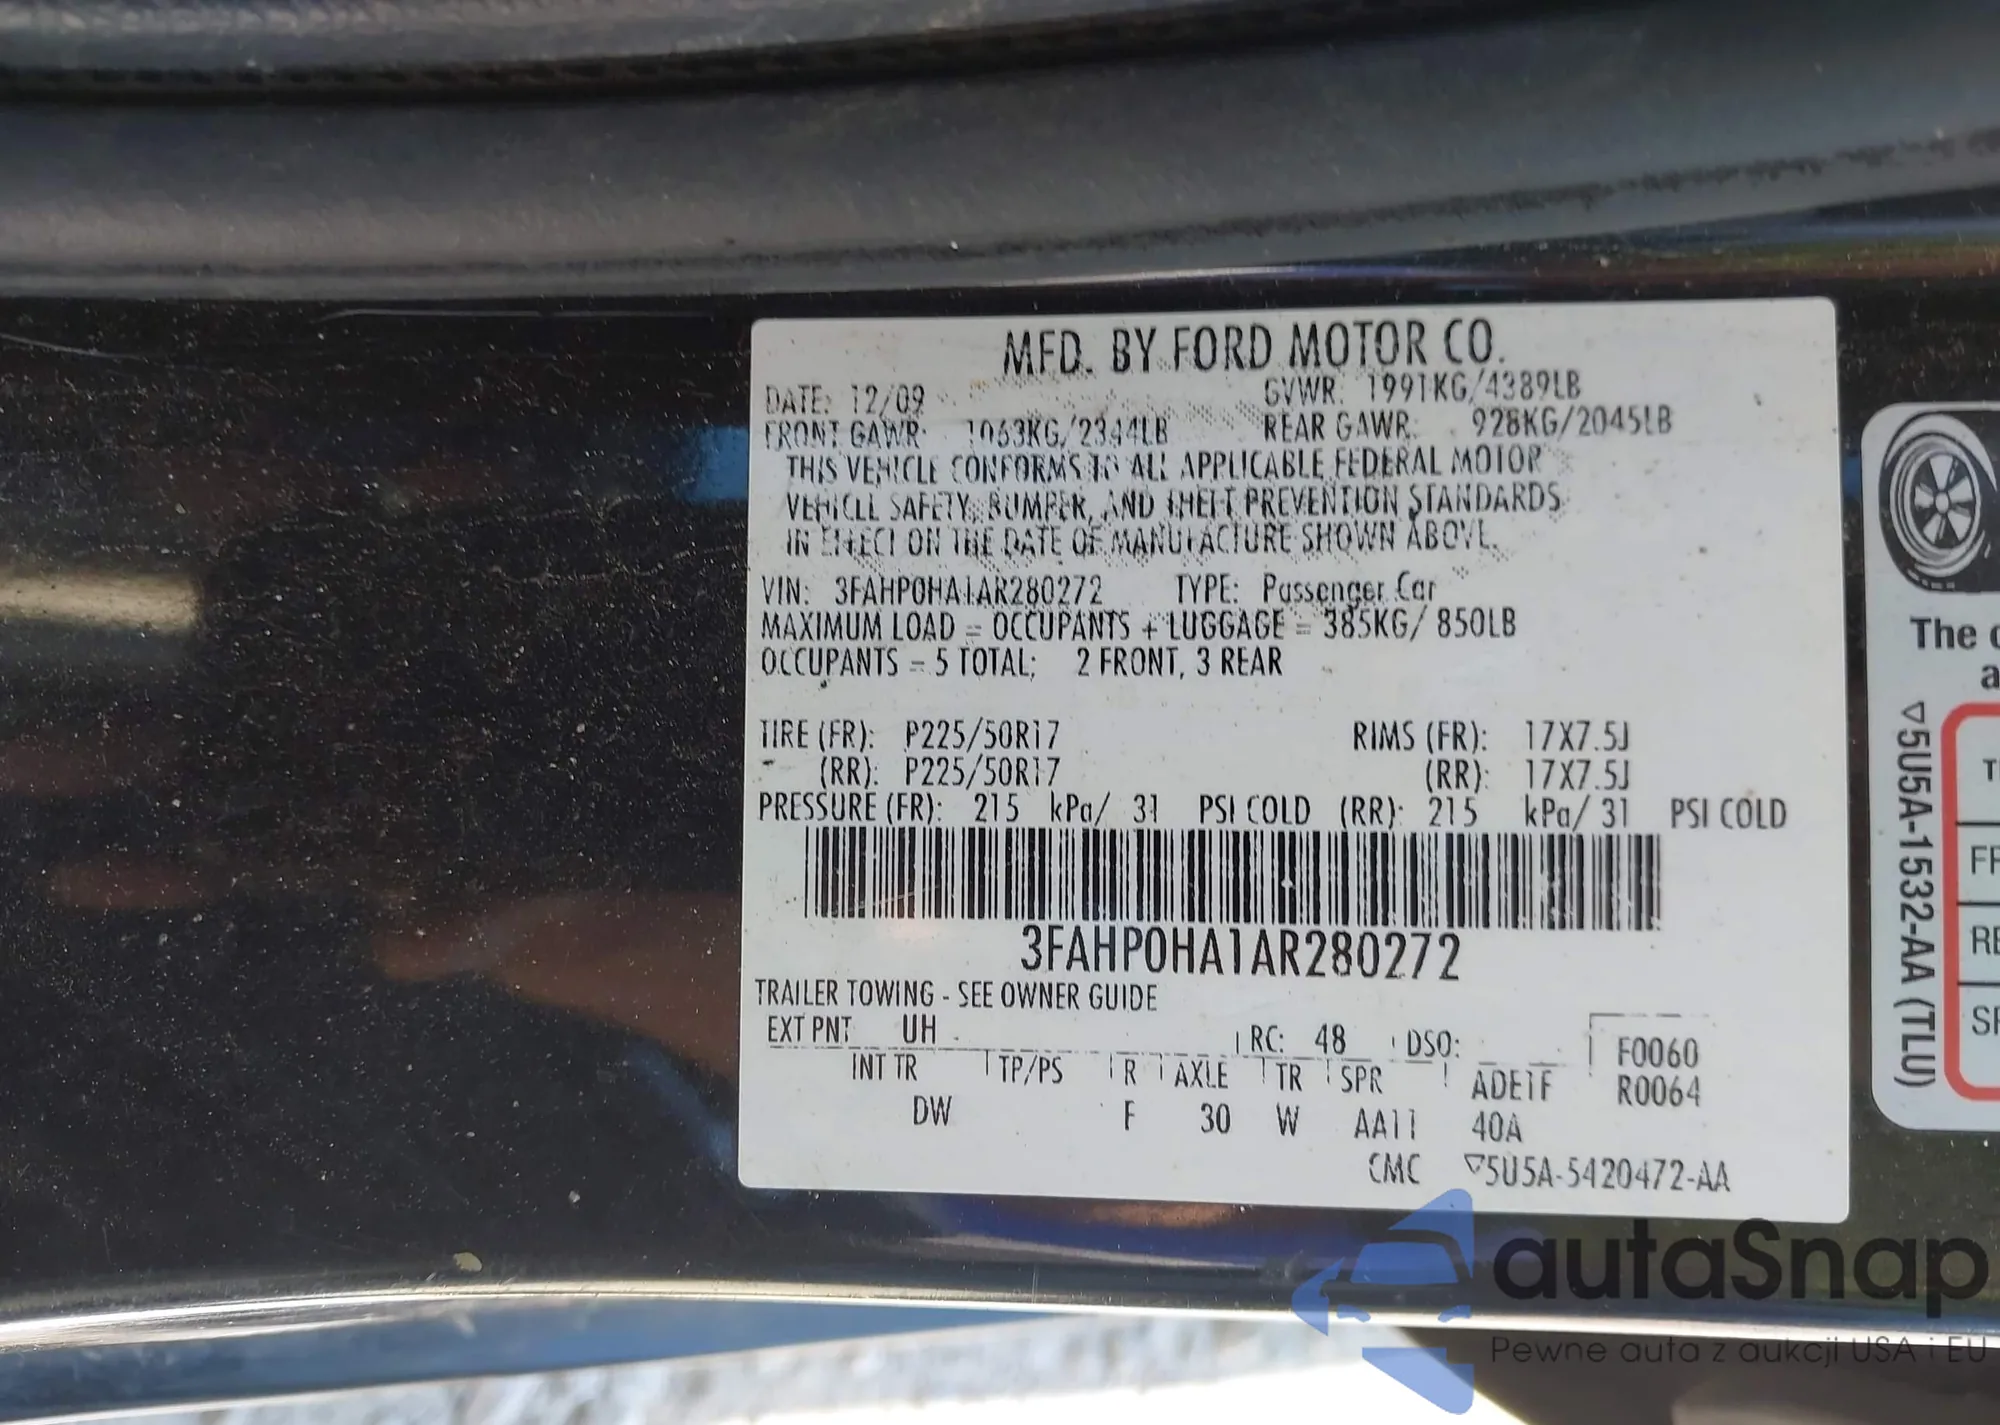 MFD. BY FORD MOTOR CO.
DATE: 12/09 GVWR: 1991KG/4389LB
FRONT GAWR: 1063KG/2344LB REAR GAWR: 928KG/2045LB
THIS VEHICLE CONFORMS TO ALL APPLICABLE FEDERAL MOTOR
VEHICLE SAFETY, BUMPER, AND THEFT PREVENTION STANDARDS
IN EFFECT ON THE DATE OF MANUFACTURE SHOWN ABOVE.
VIN: 3FAHP0HA1AR280272 TYPE: Passenger Car
MAXIMUM LOAD = OCCUPANTS + LUGGAGE = 385KG/ 850LB
OCCUPANTS = 5 TOTAL; 2 FRONT, 3 REAR
TIRE (FR): P225/50R17 RIMS (FR): 17X7.5J
(RR): P225/50R17 (RR): 17X7.5J
PRESSURE (FR): 215 kPa/ 31 PSI COLD (RR): 215 kPa/ 31 PSI COLD
3FAHP0HA1AR280272
TRAILER TOWING - SEE OWNER GUIDE
EXT PNT UH RC: 48 DSO: F0060
INT TR TP/PS R AXLE TR SPR ADE1F R0064
DW F 30 W AA11 40A
CMC ▽5U5A-5420472-AA
The
▽5U5A-1532-AA (TLU)
autaSnap
Pewne auta z aukcji USA i EU